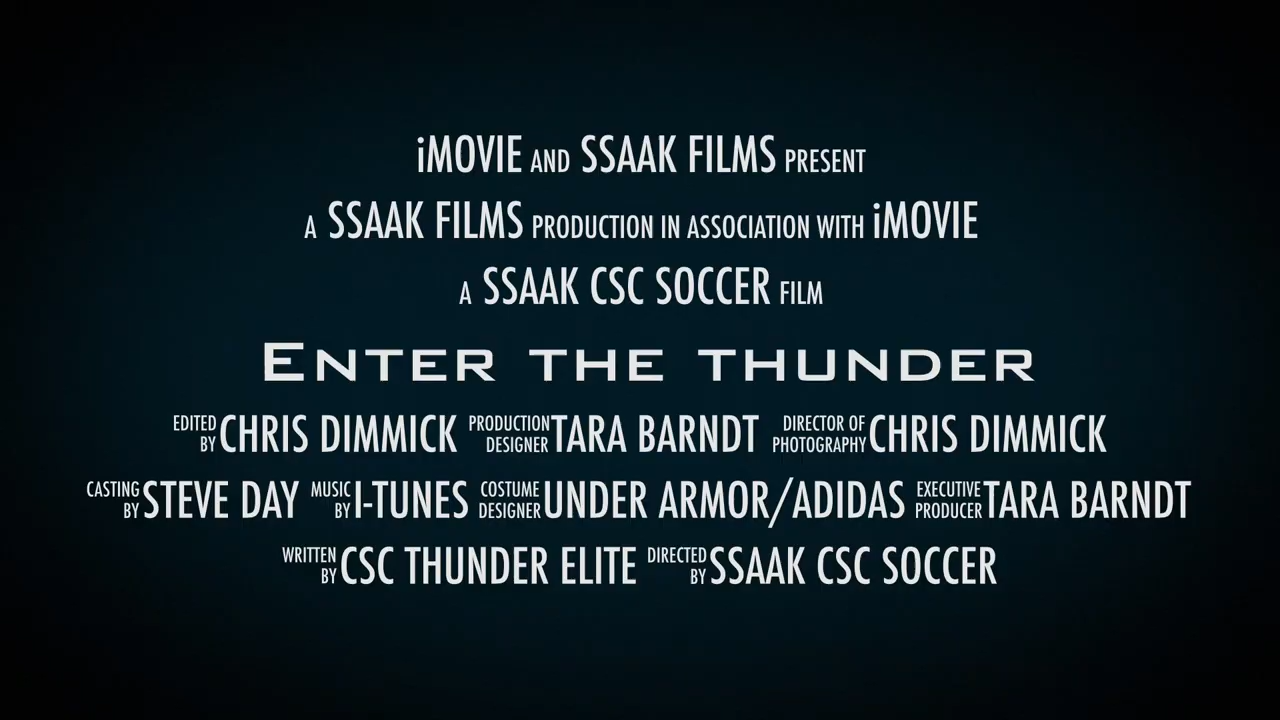 iMOVIE AND SSAAK FILMS PRESENT
A SSAAK FILMS PRODUCTION IN ASSOCIATION WITH iMOVIE
A SSAAK CSC SOCCER FILM
ENTER THE THUNDER
EDITED BY CHRIS DIMMICK PRODUCTION DESIGNER TARA BARNDT DIRECTOR OF PHOTOGRAPHY CHRIS DIMMICK
CASTING BY STEVE DAY MUSIC BY I-TUNES COSTUME DESIGNER UNDER ARMOR/ADIDAS EXECUTIVE PRODUCER TARA BARNDT
WRITTEN BY CSC THUNDER ELITE DIRECTED BY SSAAK CSC SOCCER